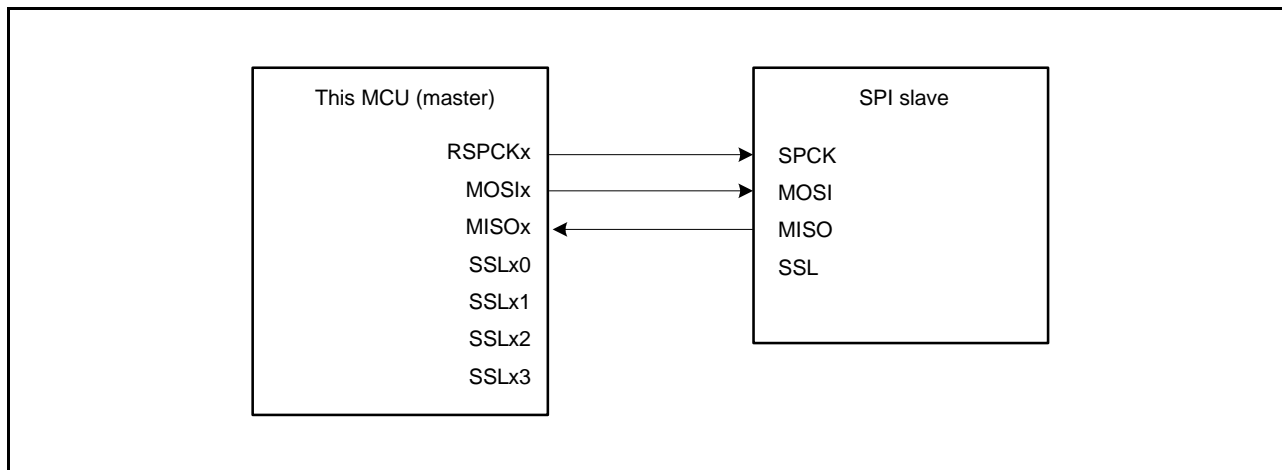 This MCU (master)
RSPCKx
MOSIx
MISOx
SSLx0
SSLx1
SSLx2
SSLx3
SPI slave
SPCK
MOSI
MISO
SSL